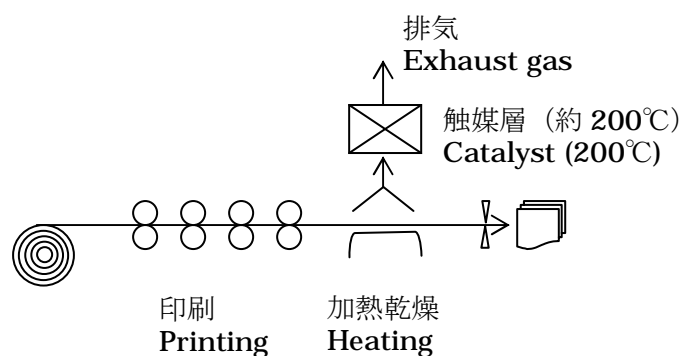 排気
Exhaust gas
触媒層（約 200℃）
Catalyst (200℃)
印刷
Printing
加熱乾燥
Heating